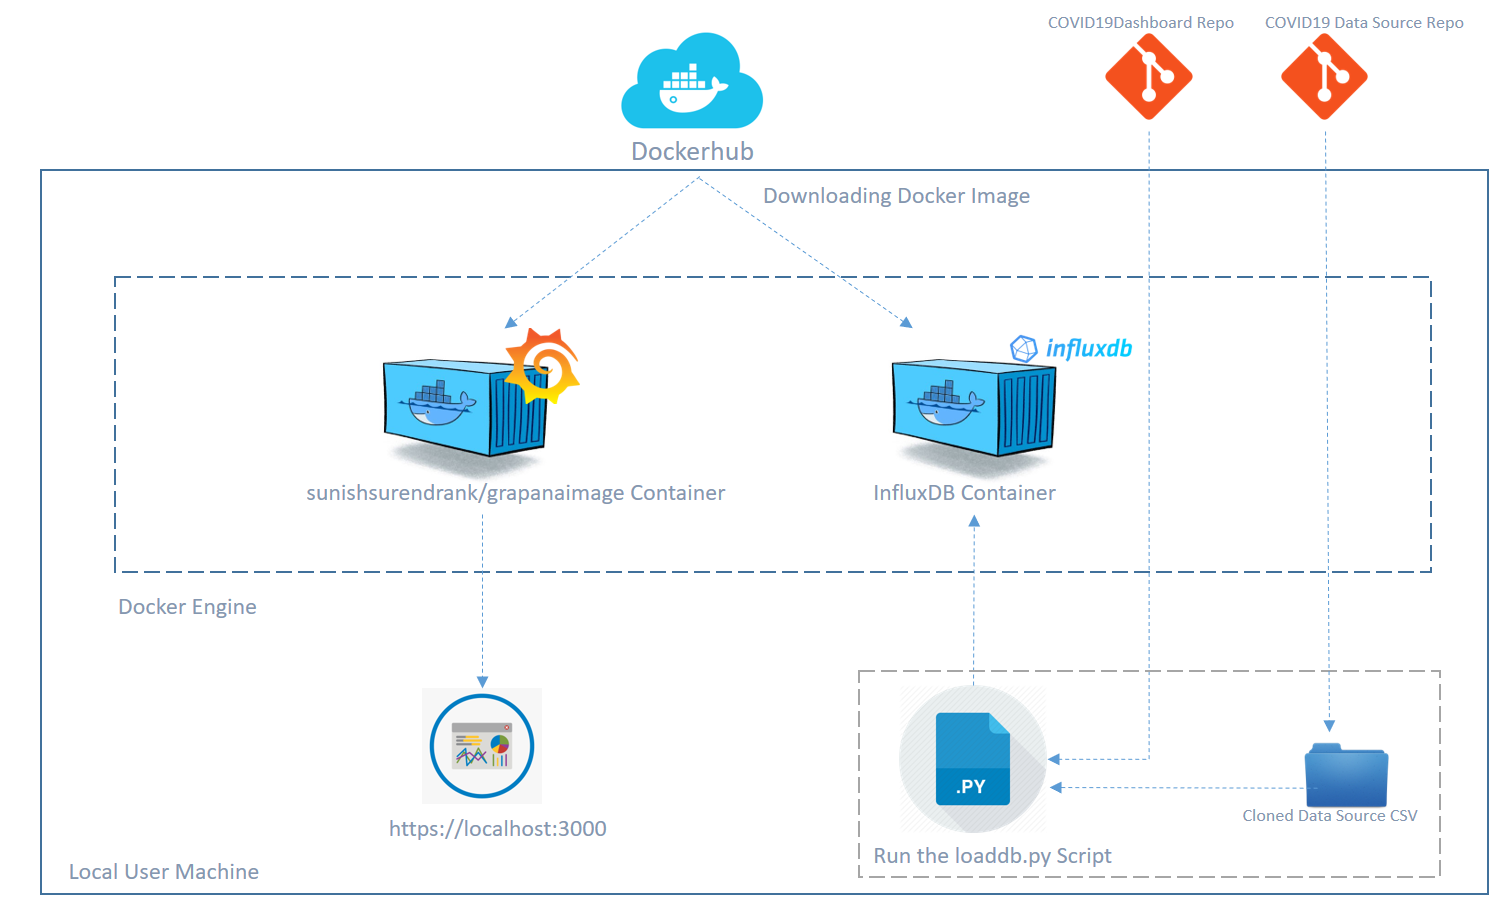 COVID19Dashboard Repo
COVID19 Data Source Repo
Dockerhub
Downloading Docker Image
influxdb
sunishsurendrank/grapanaimage Container
InfluxDB Container
Docker Engine
.PY
https://localhost:3000
Cloned Data Source CSV
Run the loaddb.py Script
Local User Machine